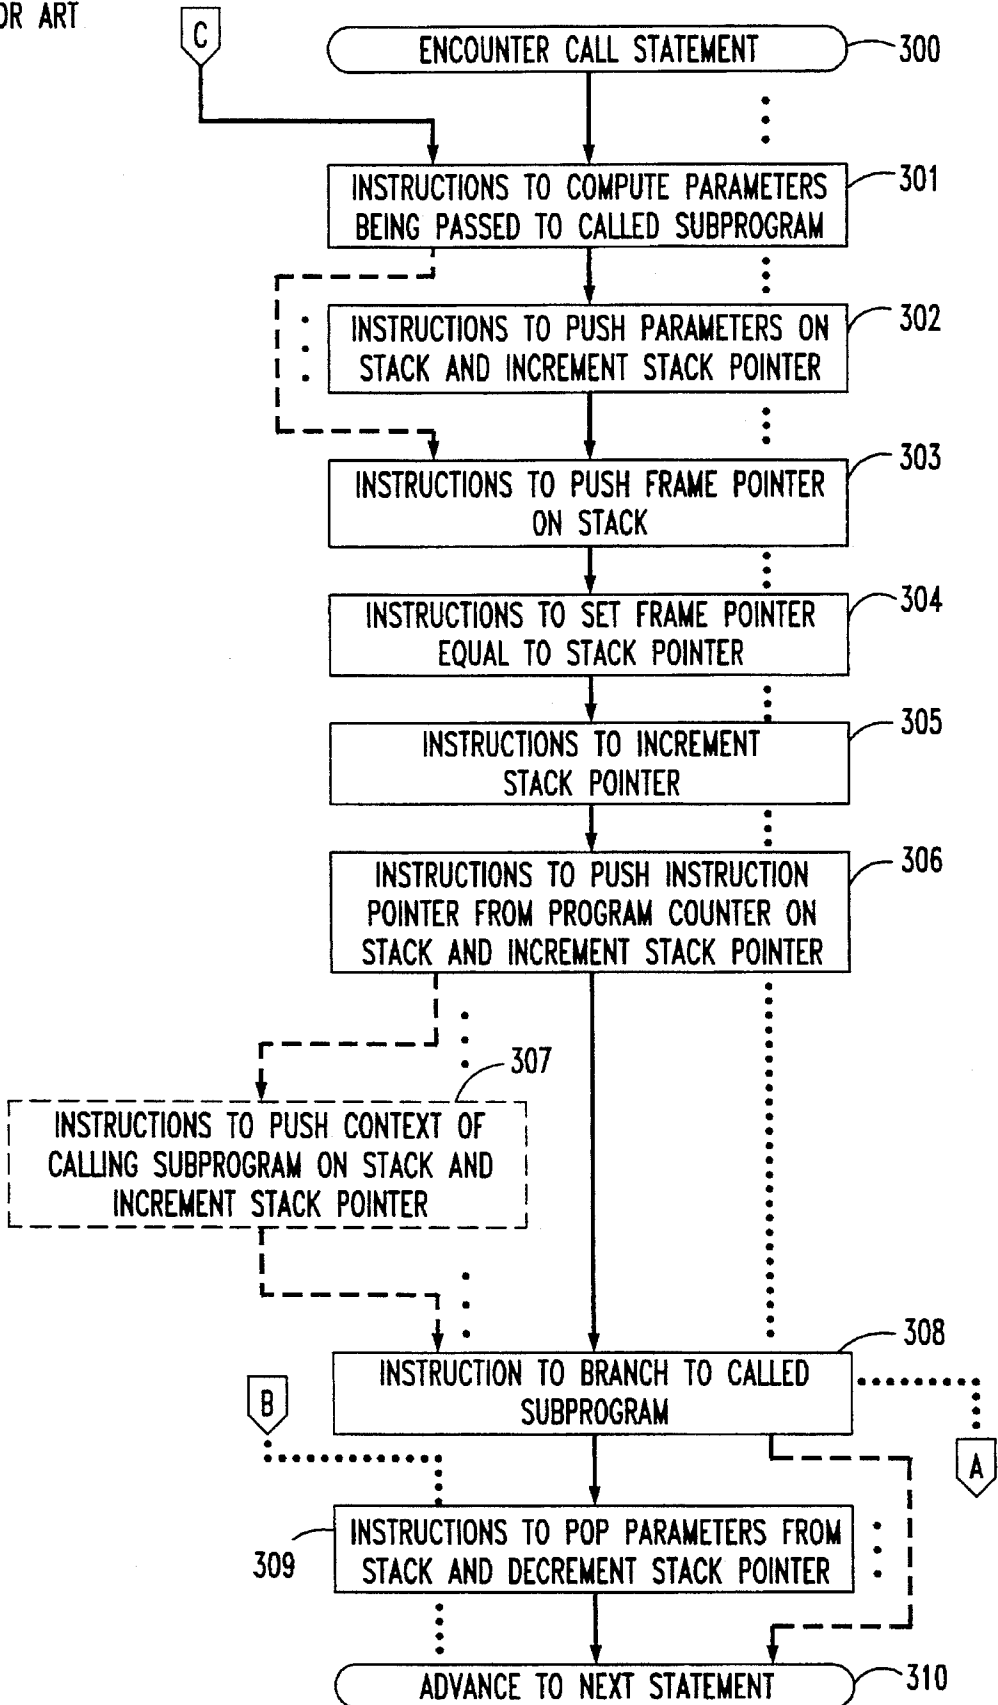 OR ART
C
ENCOUNTER CALL STATEMENT
300
INSTRUCTIONS TO COMPUTE PARAMETERS
BEING PASSED TO CALLED SUBPROGRAM
301
INSTRUCTIONS TO PUSH PARAMETERS ON
STACK AND INCREMENT STACK POINTER
302
INSTRUCTIONS TO PUSH FRAME POINTER
ON STACK
303
INSTRUCTIONS TO SET FRAME POINTER
EQUAL TO STACK POINTER
304
INSTRUCTIONS TO INCREMENT
STACK POINTER
305
INSTRUCTIONS TO PUSH INSTRUCTION
POINTER FROM PROGRAM COUNTER ON
STACK AND INCREMENT STACK POINTER
306
307
INSTRUCTIONS TO PUSH CONTEXT OF
CALLING SUBPROGRAM ON STACK AND
INCREMENT STACK POINTER
308
INSTRUCTION TO BRANCH TO CALLED
SUBPROGRAM
B
A
INSTRUCTIONS TO POP PARAMETERS FROM
STACK AND DECREMENT STACK POINTER
309
ADVANCE TO NEXT STATEMENT
310